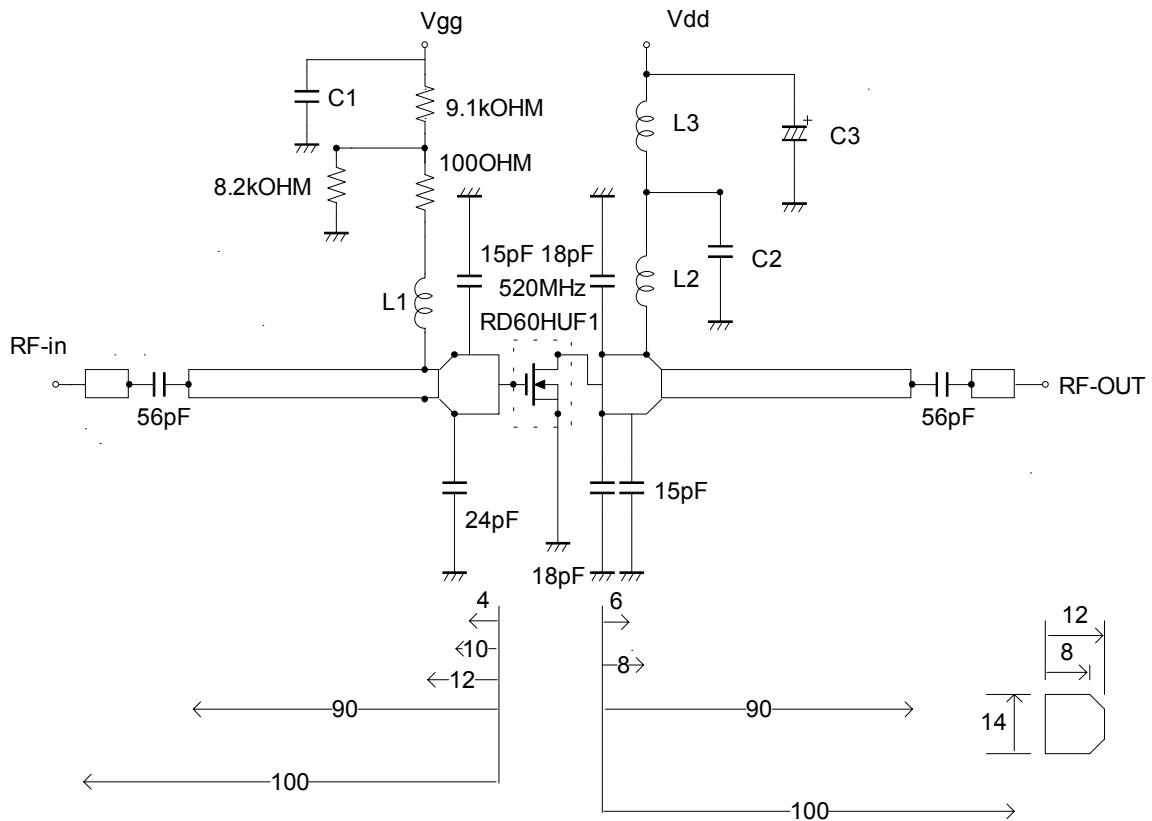 Vgg
Vdd
C1
9.1kOHM
L3
+
C3
8.2kOHM
100OHM
15pF
18pF
C2
L1
520MHz
L2
RD60HUF1
RF-in
RF-OUT
56pF
56pF
24pF
15pF
18pF
4
6
12
10
8
8
12
90
90
14
100
100